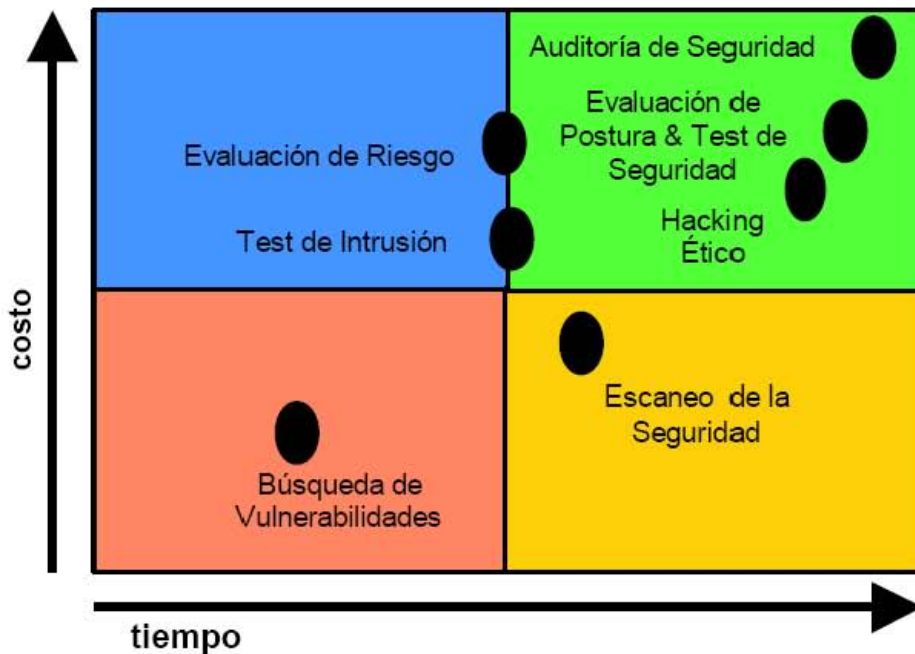 Auditoría de Seguridad
Evaluación de
Postura & Test de
Seguridad
Evaluación de Riesgo
Test de Intrusión
Hacking
Ético
costo
Escaneo de la
Seguridad
Búsqueda de
Vulnerabilidades
tiempo